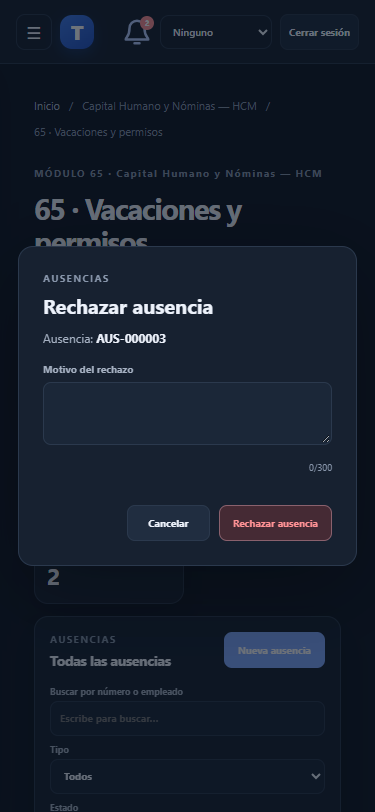 ☰ T 2 Ninguno Cerrar sesión
Inicio / Capital Humano y Nóminas — HCM /
65 · Vacaciones y permisos
MÓDULO 65 · Capital Humano y Nóminas — HCM
65 · Vacaciones y
permisos
AUSENCIAS
Rechazar ausencia
Ausencia: AUS-000003
Motivo del rechazo
0/300
Cancelar Rechazar ausencia
2
AUSENCIAS
Todas las ausencias
Nueva ausencia
Buscar por número o empleado
Escribe para buscar...
Tipo
Todos
Estado